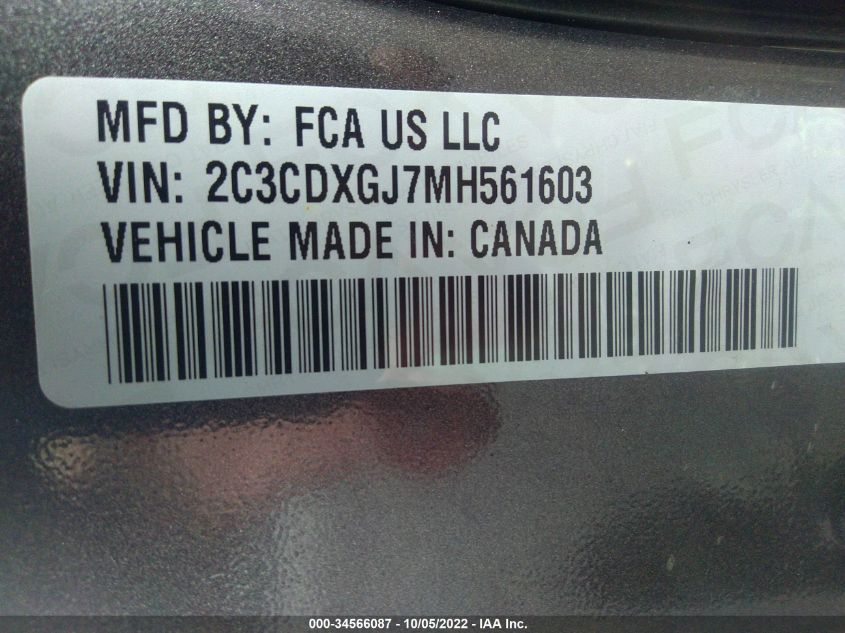 MFD BY: FCA US LLC
VIN: 2C3CDXGJ7MH561603
VEHICLE MADE IN: CANADA
000-34566087 - 10/05/2022 - IAA Inc.